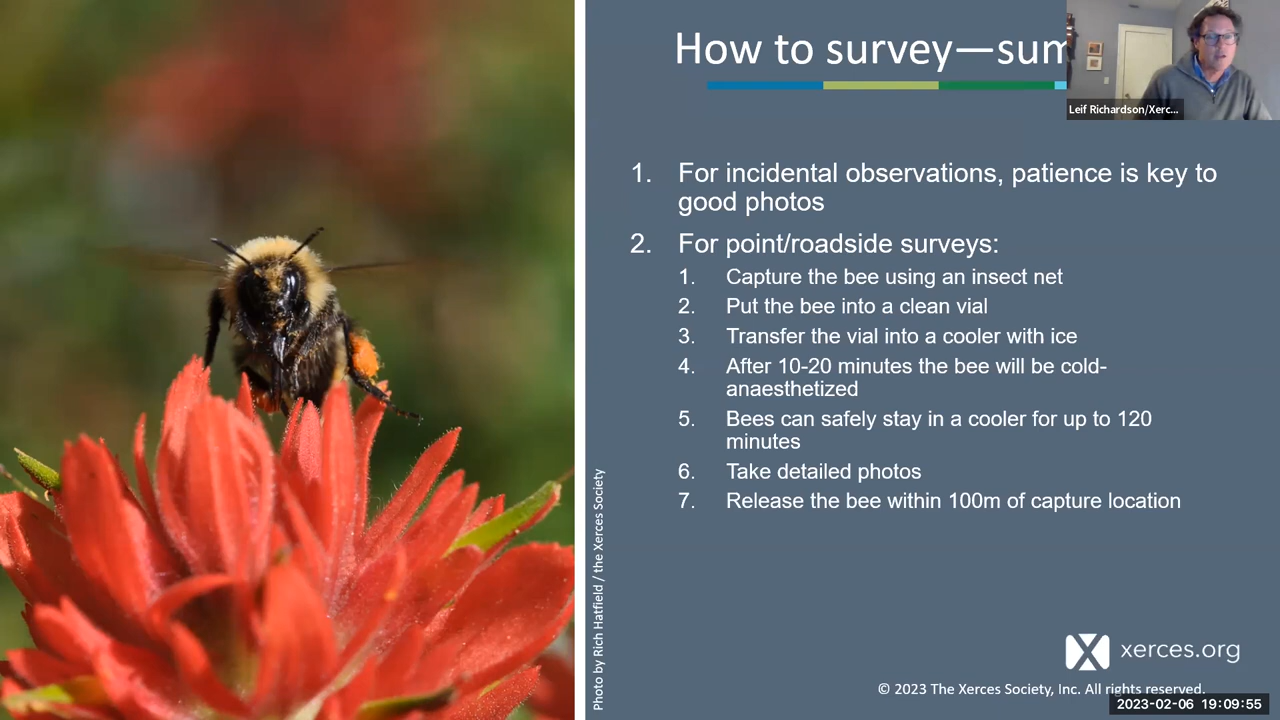 How to survey—sum
Leif Richardson/Xerc...
1. For incidental observations, patience is key to
good photos
2. For point/roadside surveys:
1. Capture the bee using an insect net
2. Put the bee into a clean vial
3. Transfer the vial into a cooler with ice
4. After 10-20 minutes the bee will be cold-
anaesthetized
5. Bees can safely stay in a cooler for up to 120
minutes
6. Take detailed photos
7. Release the bee within 100m of capture location
Photo by Rich Hatfield / the Xerces Society
xerces.org
© 2023 The Xerces Society, Inc. All rights reserved.
2023-02-06 19:09:55